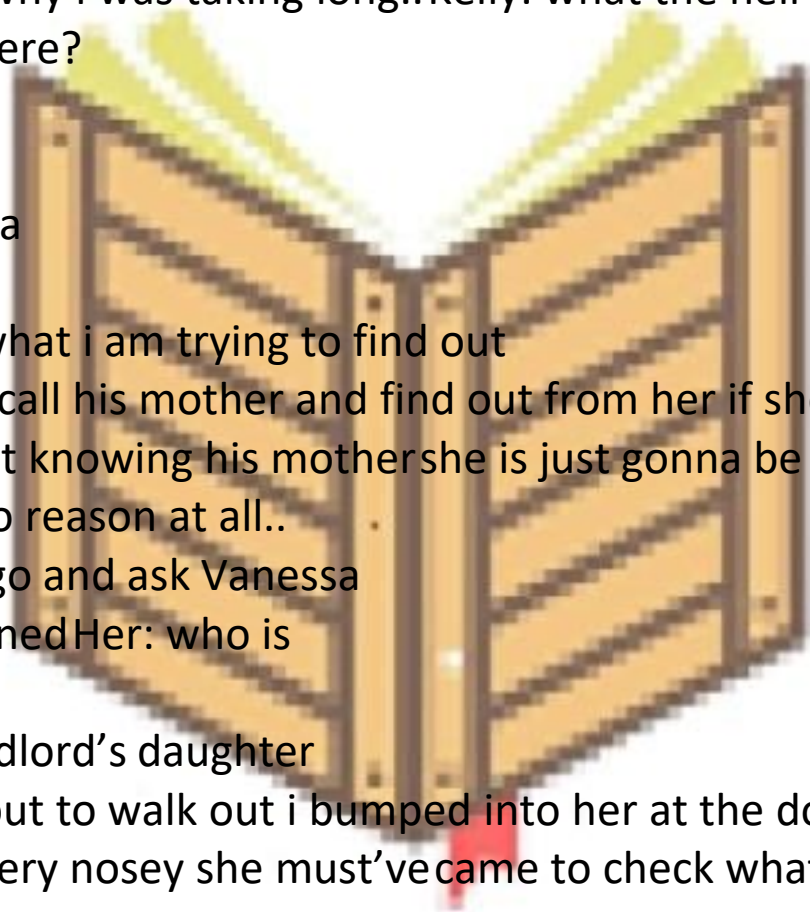 why i was taking long..Kelly: what the hell
ere?
a
what i am trying to find out
call his mother and find out from her if she
t knowing his mothershe is just gonna be
o reason at all..
go and ask Vanessa
nedHer: who is
dlord’s daughter
out to walk out i bumped into her at the do
ery nosey she must’vecame to check what